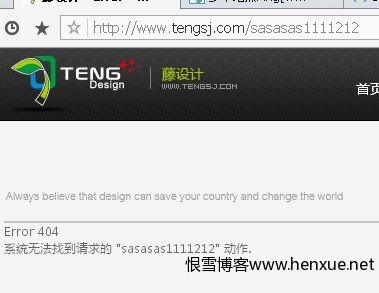 http://www.tengsj.com/sasasas1111212
TENG
Design
藤设计
WWW.TENGSJ.COM
首页
Always believe that design can save your country and change the world
Error 404
系统无法找到请求的 "sasasas1111212" 动作.
恨雪博客www.henxue.net